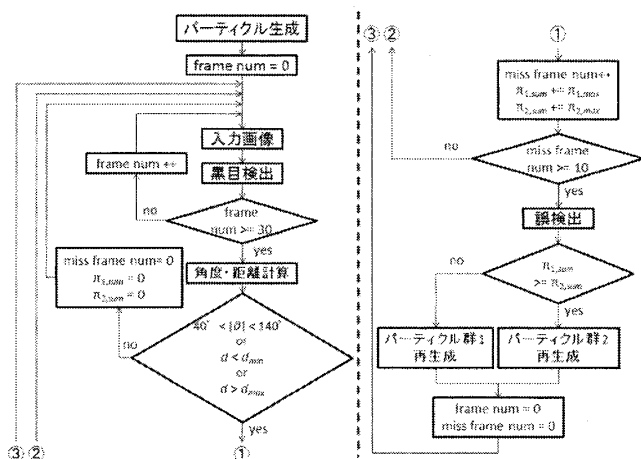 パーティクル生成
frame num = 0
入力画像
frame num ++
黒目検出
no
frame
num >= 30
yes
miss frame num= 0
π1,sum = 0
π2,sum = 0
角度・距離計算
40° < |θ| < 140°
or
d < dmin
or
d > dmax
no
yes
③ ②
①
③ ②
①
miss frame num++
π1,sum += π1,max
π2,sum += π2,max
no
miss frame
num >= 10
yes
誤検出
no
π1,sum
>= π2,sum
yes
パーティクル群1
再生成
パーティクル群2
再生成
frame num = 0
miss frame num = 0